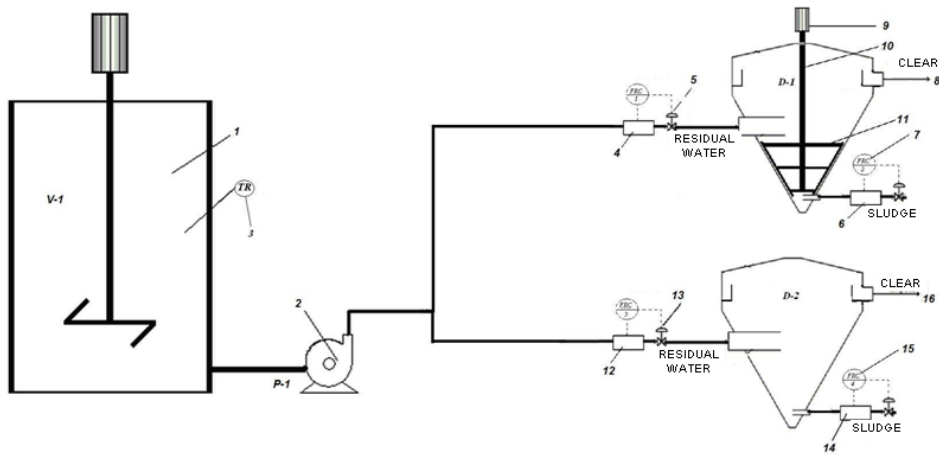 9
10
CLEAR
8
D-1
5
FRC
1
11
7
1
4
RESIDUAL
WATER
FRC
2
V-1
TR
SLUDGE
6
3
2
CLEAR
16
D-2
13
FRC
3
12
RESIDUAL
WATER
15
FRC
4
P-1
SLUDGE
14